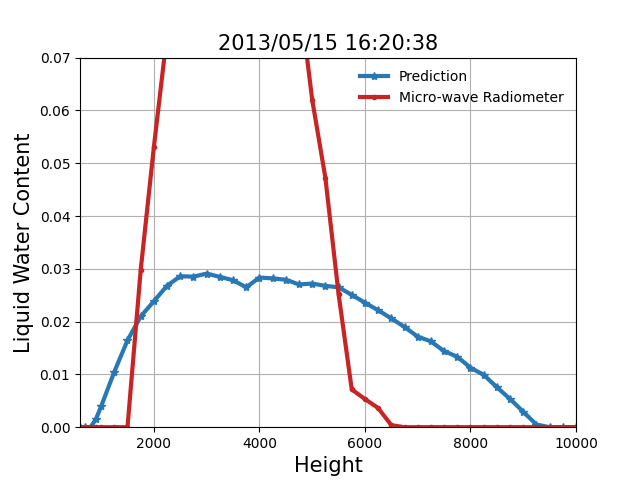 2013/05/15 16:20:38
0.07
0.06
0.05
0.04
0.03
0.02
0.01
0.00
Liquid Water Content
Prediction
Micro-wave Radiometer
2000 4000 6000 8000 10000
Height